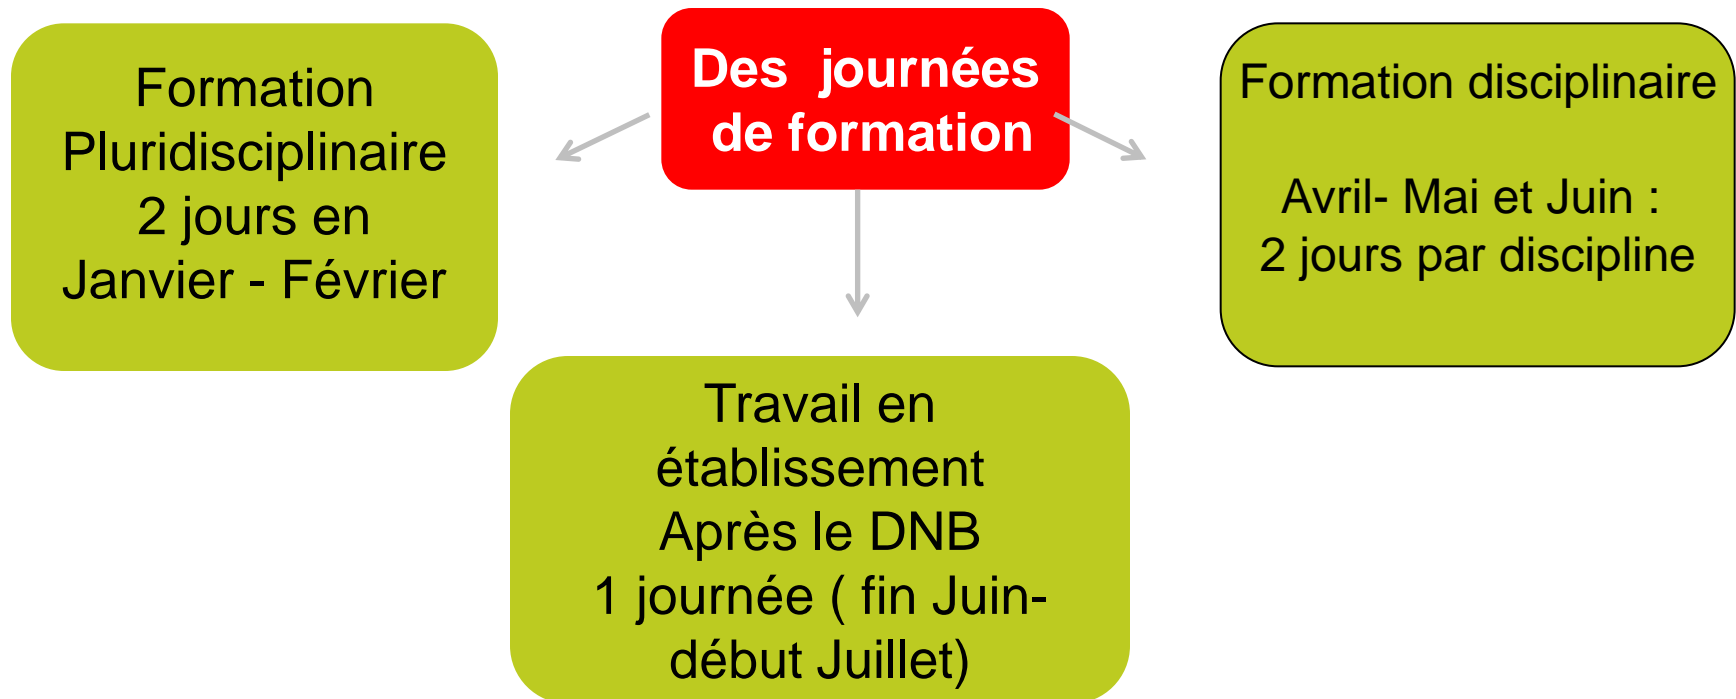 Des journées
de formation
Formation
Pluridisciplinaire
2 jours en
Janvier - Février
Formation disciplinaire
Avril- Mai et Juin :
2 jours par discipline
Travail en
établissement
Après le DNB
1 journée ( fin Juin-
début Juillet)